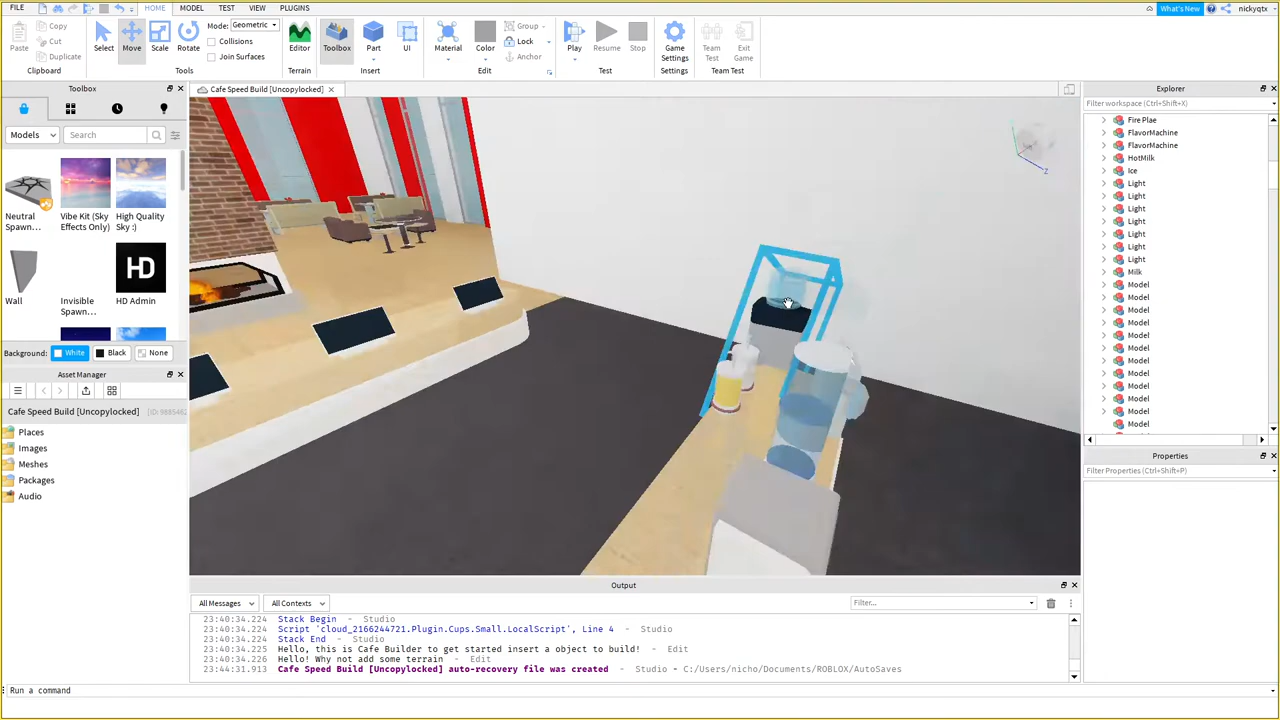 FILE HOME MODEL TEST VIEW PLUGINS What's New nickyqtx
Paste Copy Cut Duplicate Clipboard
Select Move Scale Rotate Mode: Geometric Collisions Join Surfaces Tools
Editor Terrain
Toolbox Part UI Insert
Material Color Group Lock Anchor Edit
Play Resume Stop Test
Game Settings Settings
Team Test Exit Game Team Test
Toolbox
Models Search
Neutral Spawn...
Vibe Kit (Sky Effects Only)
High Quality Sky :)
Wall
Invisible Spawn...
HD
HD Admin
Background: White Black None
Asset Manager
Cafe Speed Build [Uncopylocked]
Places
Images
Meshes
Packages
Audio
Cafe Speed Build [Uncopylocked]
Z
Explorer
Filter workspace (Ctrl+Shift+X)
Fire Plae
FlavorMachine
FlavorMachine
HotMilk
Ice
Light
Light
Light
Light
Light
Light
Light
Milk
Model
Model
Model
Model
Model
Model
Model
Model
Model
Model
Model
Model
Properties
Filter Properties (Ctrl+Shift+P)
Output
All Messages All Contexts Filter...
23:40:34.224 Stack Begin - Studio
23:40:34.224 Script 'cloud_2166244721.Plugin.Cups.Small.LocalScript', Line 4 - Studio
23:40:34.224 Stack End - Studio
23:40:34.225 Hello, this is Cafe Builder to get started insert a object to build! - Edit
23:40:34.226 Hello! Why not add some terrain - Edit
23:44:31.913 Cafe Speed Build [Uncopylocked] auto-recovery file was created - Studio - C:/Users/nicho/Documents/ROBLOX/AutoSaves
Run a command